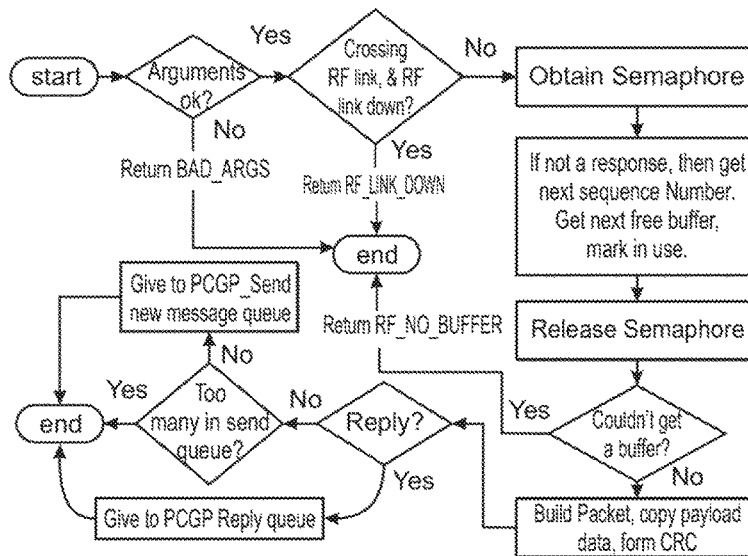 start
Arguments
ok?
Yes
Crossing
RF link, & RF
link down?
No
Obtain Semaphore
No
Return BAD_ARGS
Yes
Return RF_LINK_DOWN
If not a response, then get
next sequence Number.
Get next free buffer,
mark in use.
end
Give to PCGP_Send
new message queue
Return RF_NO_BUFFER
Release Semaphore
No
Yes
Too
many in send
queue?
No
Reply?
Yes
Couldn't get
a buffer?
end
Yes
No
Give to PCGP Reply queue
Build Packet, copy payload
data, form CRC